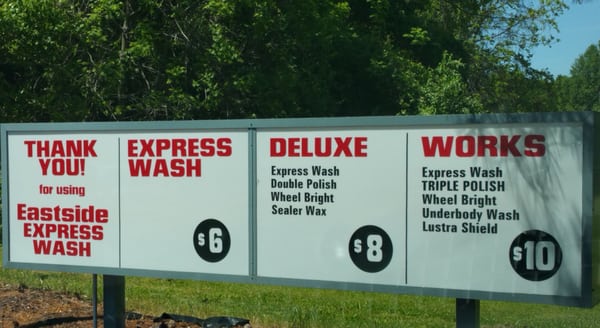 THANK
YOU!
for using
Eastside
EXPRESS
WASH
EXPRESS
WASH
$6
DELUXE
Express Wash
Double Polish
Wheel Bright
Sealer Wax
$8
WORKS
Express Wash
TRIPLE POLISH
Wheel Bright
Underbody Wash
Lustra Shield
$10